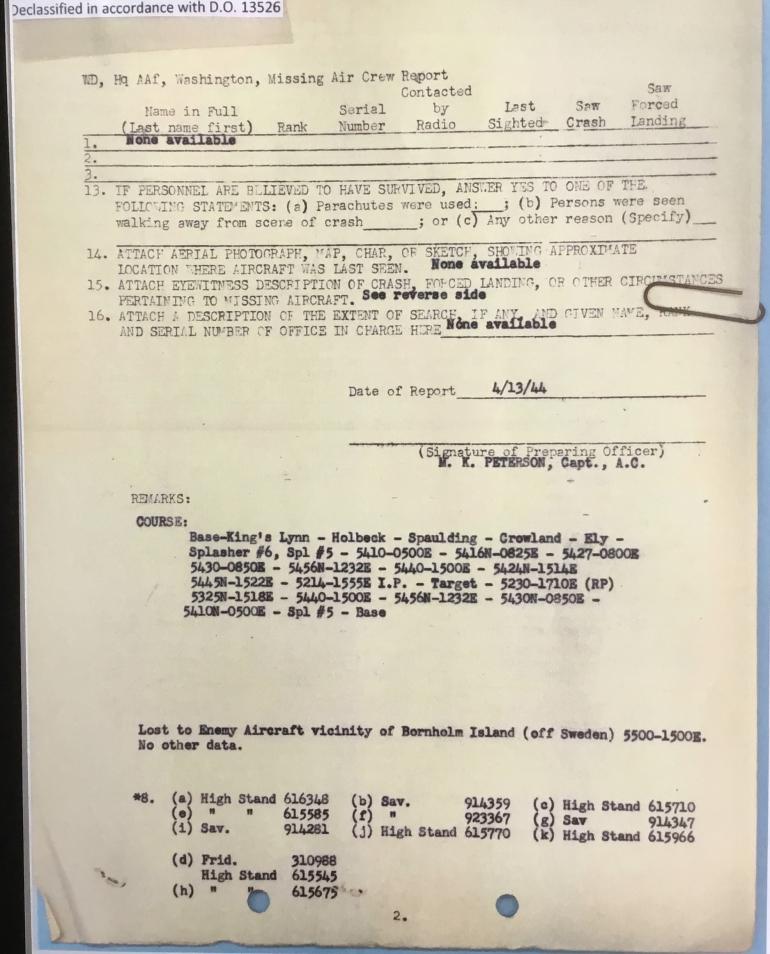 Declassified in accordance with D.O. 13526
WD, Hq AAf, Washington, Missing Air Crew Report
Contacted Saw
Name in Full Serial by Last Saw Forced
(Last name first) Rank Number Radio Sighted Crash Landing
1. None available
2.
3.
13. IF PERSONNEL ARE BELIEVED TO HAVE SURVIVED, ANSWER YES TO ONE OF THE
FOLLOWING STATEMENTS: (a) Parachutes were used:___; (b) Persons were seen
walking away from scene of crash______; or (c) Any other reason (Specify)___
14. ATTACH AERIAL PHOTOGRAPH, MAP, CHAR, OR SKETCH, SHOWING APPROXIMATE
LOCATION WHERE AIRCRAFT WAS LAST SEEN. None available
15. ATTACH EYEWITNESS DESCRIPTION OF CRASH, FORCED LANDING, OR OTHER CIRCUMSTANCES
PERTAINING TO MISSING AIRCRAFT. See reverse side
16. ATTACH A DESCRIPTION OF THE EXTENT OF SEARCH, IF ANY, AND GIVEN NAME, RANK
AND SERIAL NUMBER OF OFFICE IN CHARGE HERE None available
Date of Report 4/13/44
(Signature of Preparing Officer)
M. K. PETERSON, Capt., A.C.
REMARKS:
COURSE:
Base-King's Lynn - Holbeck - Spaulding - Crowland - Ely -
Splasher #6, Spl #5 - 5410-0500E - 5416N-0825E - 5427-0800E
5430-0850E - 5456N-1232E - 5440-1500E - 5424N-1514E
5445N-1522E - 5214-1555E I.P. - Target - 5230-1710E (RP)
5325N-1518E - 5440-1500E - 5456N-1232E - 5430N-0850E -
5410N-0500E - Spl #5 - Base
Lost to Enemy Aircraft vicinity of Bornholm Island (off Sweden) 5500-1500E.
No other data.
*8. (a) High Stand 616348 (b) Sav. 914359 (c) High Stand 615710
(e) " " 615585 (f) " 923367 (g) Sav 914347
(i) Sav. 914281 (j) High Stand 615770 (k) High Stand 615966
(d) Frid. 310988
High Stand 615545
(h) " " 615675
2.